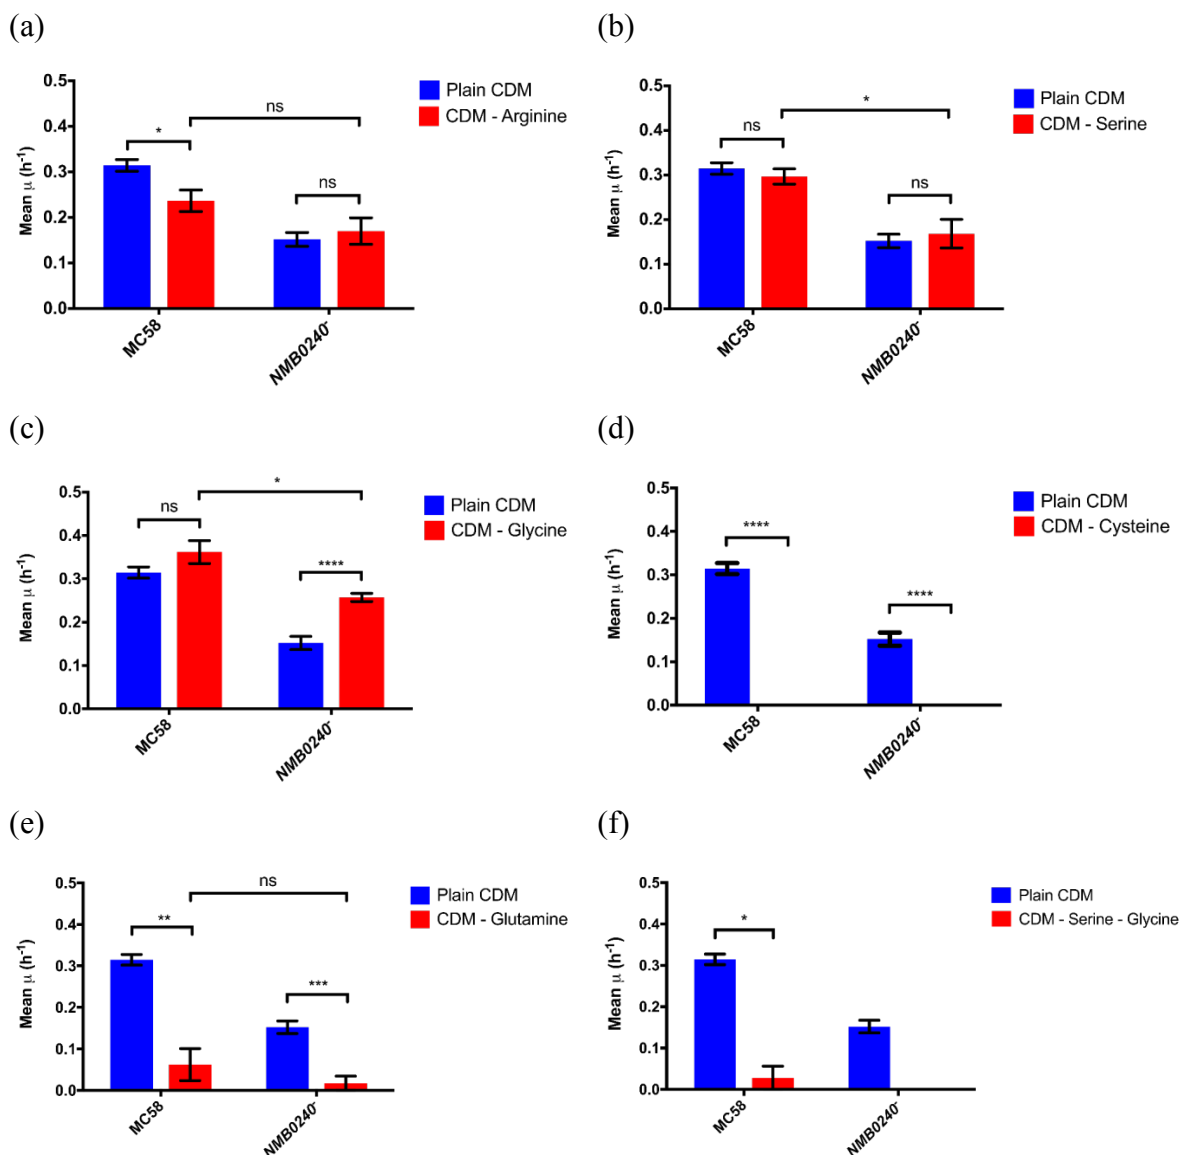 (a)
(b)
0.5
0.4
0.3
0.2
0.1
0.0
Mean μ (h⁻¹)
*
ns
ns
MC58
NMB0240⁻
Plain CDM
CDM - Arginine
0.5
0.4
0.3
0.2
0.1
0.0
Mean μ (h⁻¹)
ns
*
ns
MC58
NMB0240⁻
Plain CDM
CDM - Serine
(c)
(d)
0.5
0.4
0.3
0.2
0.1
0.0
Mean μ (h⁻¹)
ns
*
****
MC58
NMB0240⁻
Plain CDM
CDM - Glycine
0.5
0.4
0.3
0.2
0.1
0.0
Mean μ (h⁻¹)
****
****
MC58
NMB0240⁻
Plain CDM
CDM - Cysteine
(e)
(f)
0.5
0.4
0.3
0.2
0.1
0.0
Mean μ (h⁻¹)
**
ns
***
MC58
NMB0240⁻
Plain CDM
CDM - Glutamine
0.5
0.4
0.3
0.2
0.1
0.0
Mean μ (h⁻¹)
*
MC58
NMB0240⁻
Plain CDM
CDM - Serine - Glycine